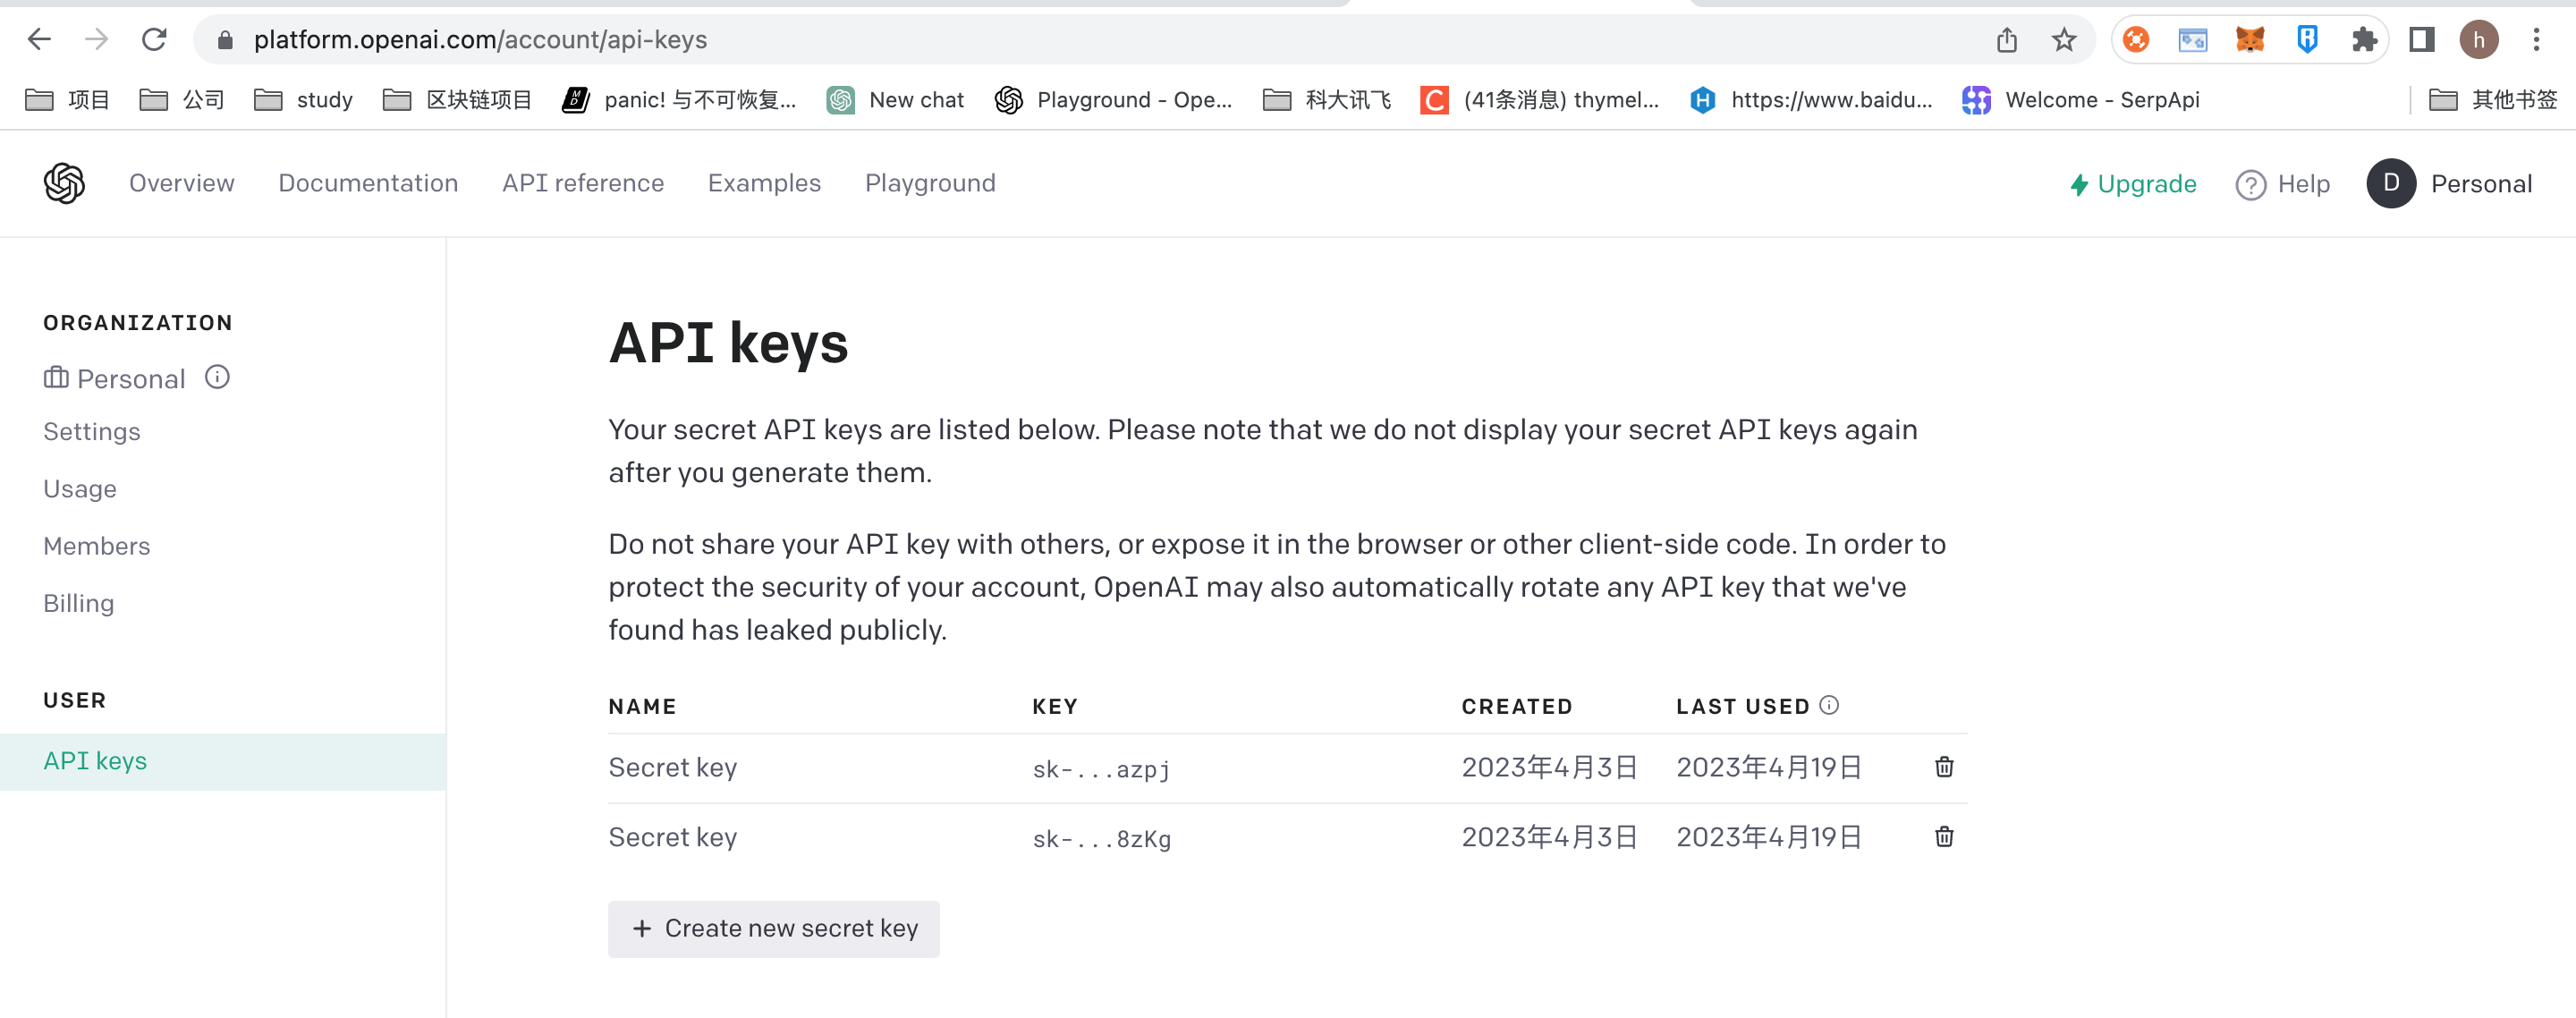 platform.openai.com/account/api-keys
h
项目 公司 study 区块链项目 panic! 与不可恢复... New chat Playground - Ope... 科大讯飞 (41条消息) thymel... https://www.baidu... Welcome - SerpApi 其他书签
Overview Documentation API reference Examples Playground Upgrade Help D Personal
ORGANIZATION
Personal
Settings
Usage
Members
Billing
USER
API keys
API keys
Your secret API keys are listed below. Please note that we do not display your secret API keys again
after you generate them.
Do not share your API key with others, or expose it in the browser or other client-side code. In order to
protect the security of your account, OpenAI may also automatically rotate any API key that we've
found has leaked publicly.
NAME KEY CREATED LAST USED
Secret key sk-...azpj 2023年4月3日 2023年4月19日
Secret key sk-...8zKg 2023年4月3日 2023年4月19日
+ Create new secret key